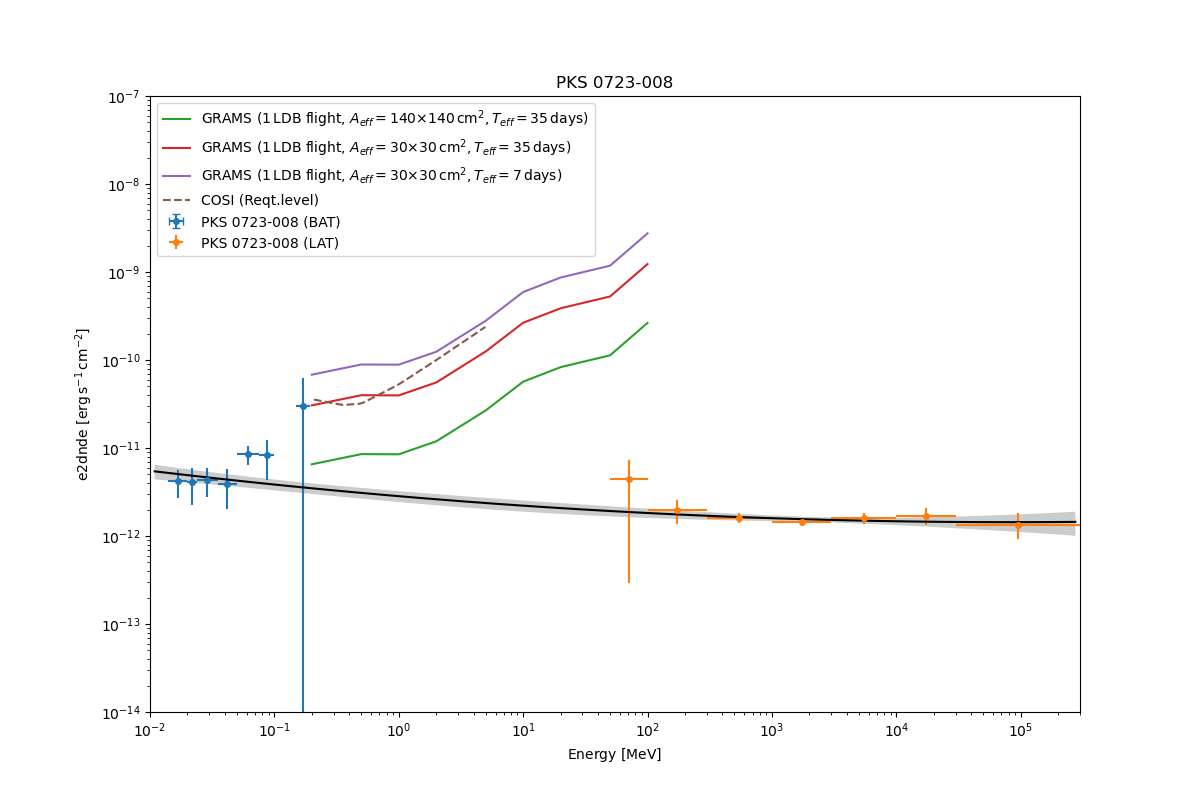 PKS 0723-008
GRAMS (1 LDB flight, A_eff = 140×140 cm², T_eff = 35 days)
GRAMS (1 LDB flight, A_eff = 30×30 cm², T_eff = 35 days)
GRAMS (1 LDB flight, A_eff = 30×30 cm², T_eff = 7 days)
COSI (Reqt.level)
PKS 0723-008 (BAT)
PKS 0723-008 (LAT)
10⁻⁷
10⁻⁸
10⁻⁹
10⁻¹⁰
10⁻¹¹
10⁻¹²
10⁻¹³
10⁻¹⁴
e2dnde [erg s⁻¹ cm⁻²]
10⁻² 10⁻¹ 10⁰ 10¹ 10² 10³ 10⁴ 10⁵
Energy [MeV]